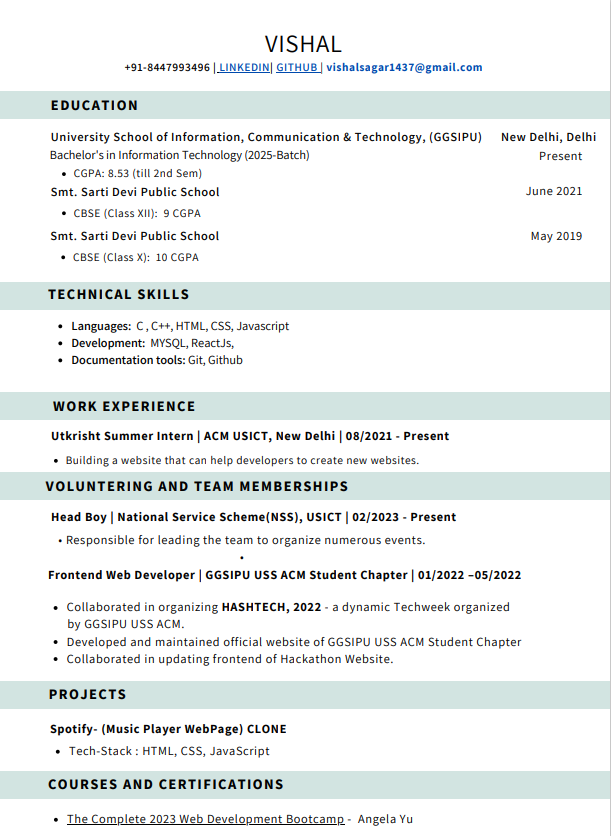 VISHAL
+91-8447993496 | LINKEDIN| GITHUB | vishalsagar1437@gmail.com
EDUCATION
University School of Information, Communication & Technology, (GGSIPU) New Delhi, Delhi
Bachelor's in Information Technology (2025-Batch) Present
• CGPA: 8.53 (till 2nd Sem)
Smt. Sarti Devi Public School June 2021
• CBSE (Class XII): 9 CGPA
Smt. Sarti Devi Public School May 2019
• CBSE (Class X): 10 CGPA
TECHNICAL SKILLS
• Languages: C , C++, HTML, CSS, Javascript
• Development: MYSQL, ReactJs,
• Documentation tools: Git, Github
WORK EXPERIENCE
Utkrisht Summer Intern | ACM USICT, New Delhi | 08/2021 - Present
• Building a website that can help developers to create new websites.
VOLUNTERING AND TEAM MEMBERSHIPS
Head Boy | National Service Scheme(NSS), USICT | 02/2023 - Present
• Responsible for leading the team to organize numerous events.
•
Frontend Web Developer | GGSIPU USS ACM Student Chapter | 01/2022 –05/2022
• Collaborated in organizing HASHTECH, 2022 - a dynamic Techweek organized
by GGSIPU USS ACM.
• Developed and maintained official website of GGSIPU USS ACM Student Chapter
• Collaborated in updating frontend of Hackathon Website.
PROJECTS
Spotify- (Music Player WebPage) CLONE
• Tech-Stack : HTML, CSS, JavaScript
COURSES AND CERTIFICATIONS
• The Complete 2023 Web Development Bootcamp - Angela Yu